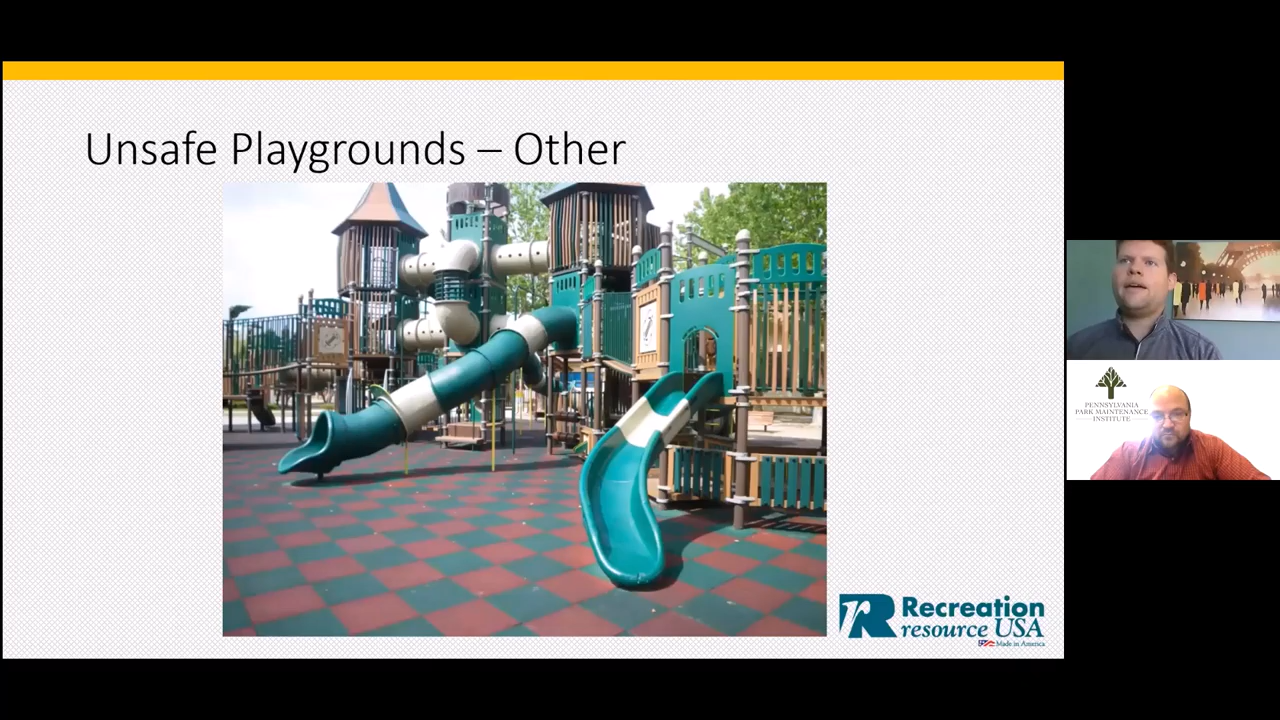 Unsafe Playgrounds – Other
PENNSYLVANIA
PARK MAINTENANCE
INSTITUTE
Recreation
resource USA
Made in America